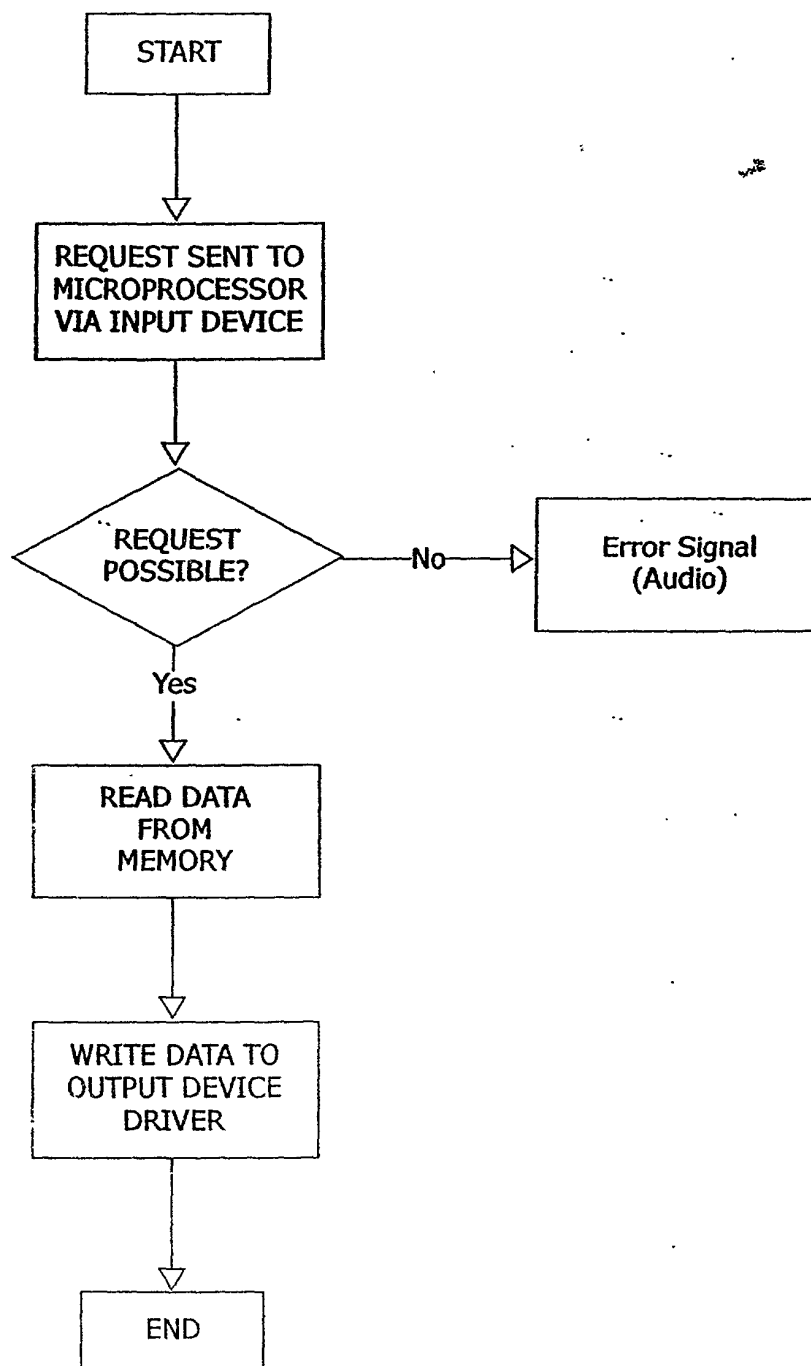 START
REQUEST SENT TO
MICROPROCESSOR
VIA INPUT DEVICE
REQUEST
POSSIBLE?
No
Error Signal
(Audio)
Yes
READ DATA
FROM
MEMORY
WRITE DATA TO
OUTPUT DEVICE
DRIVER
END